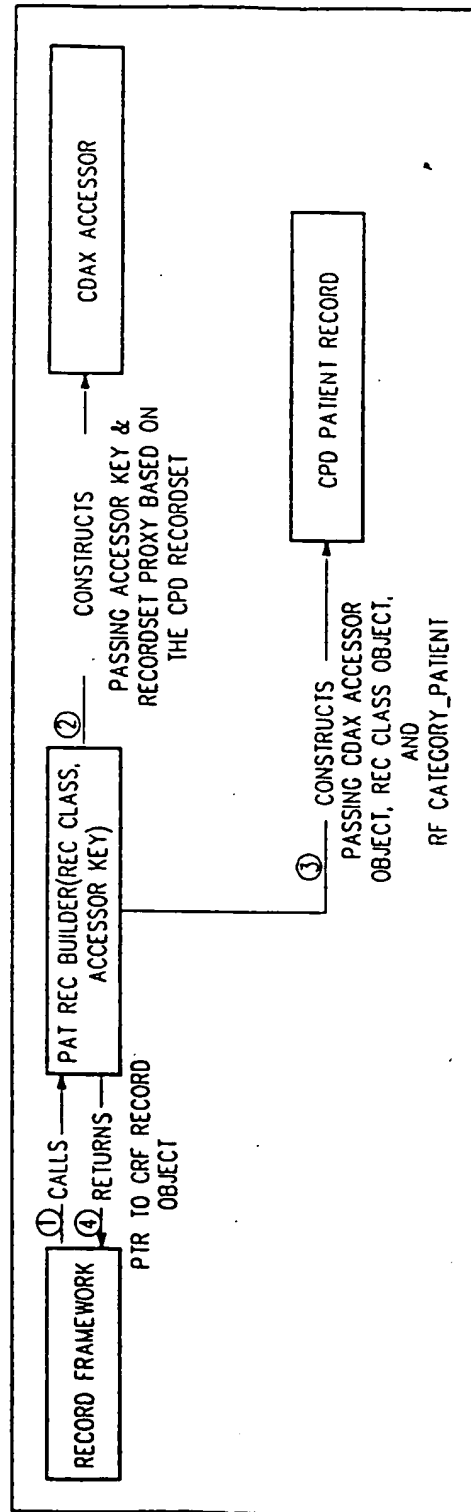 RECORD FRAMEWORK
① CALLS
④ RETURNS
PTR TO CRF RECORD
OBJECT
PAT REC BUILDER(REC CLASS,
ACCESSOR KEY)
②
CONSTRUCTS
PASSING ACCESSOR KEY &
RECORDSET PROXY BASED ON
THE CPD RECORDSET
CDAX ACCESSOR
③ CONSTRUCTS
PASSING CDAX ACCESSOR
OBJECT, REC CLASS OBJECT,
AND
RF CATEGORY_PATIENT
CPD PATIENT RECORD